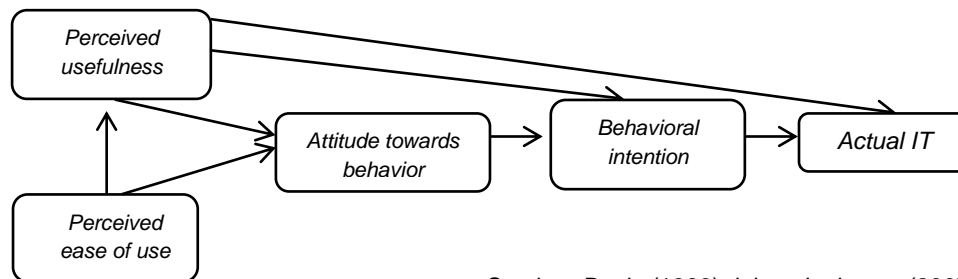 Perceived
usefulness
Attitude towards
behavior
Behavioral
intention
Actual IT
Perceived
ease of use